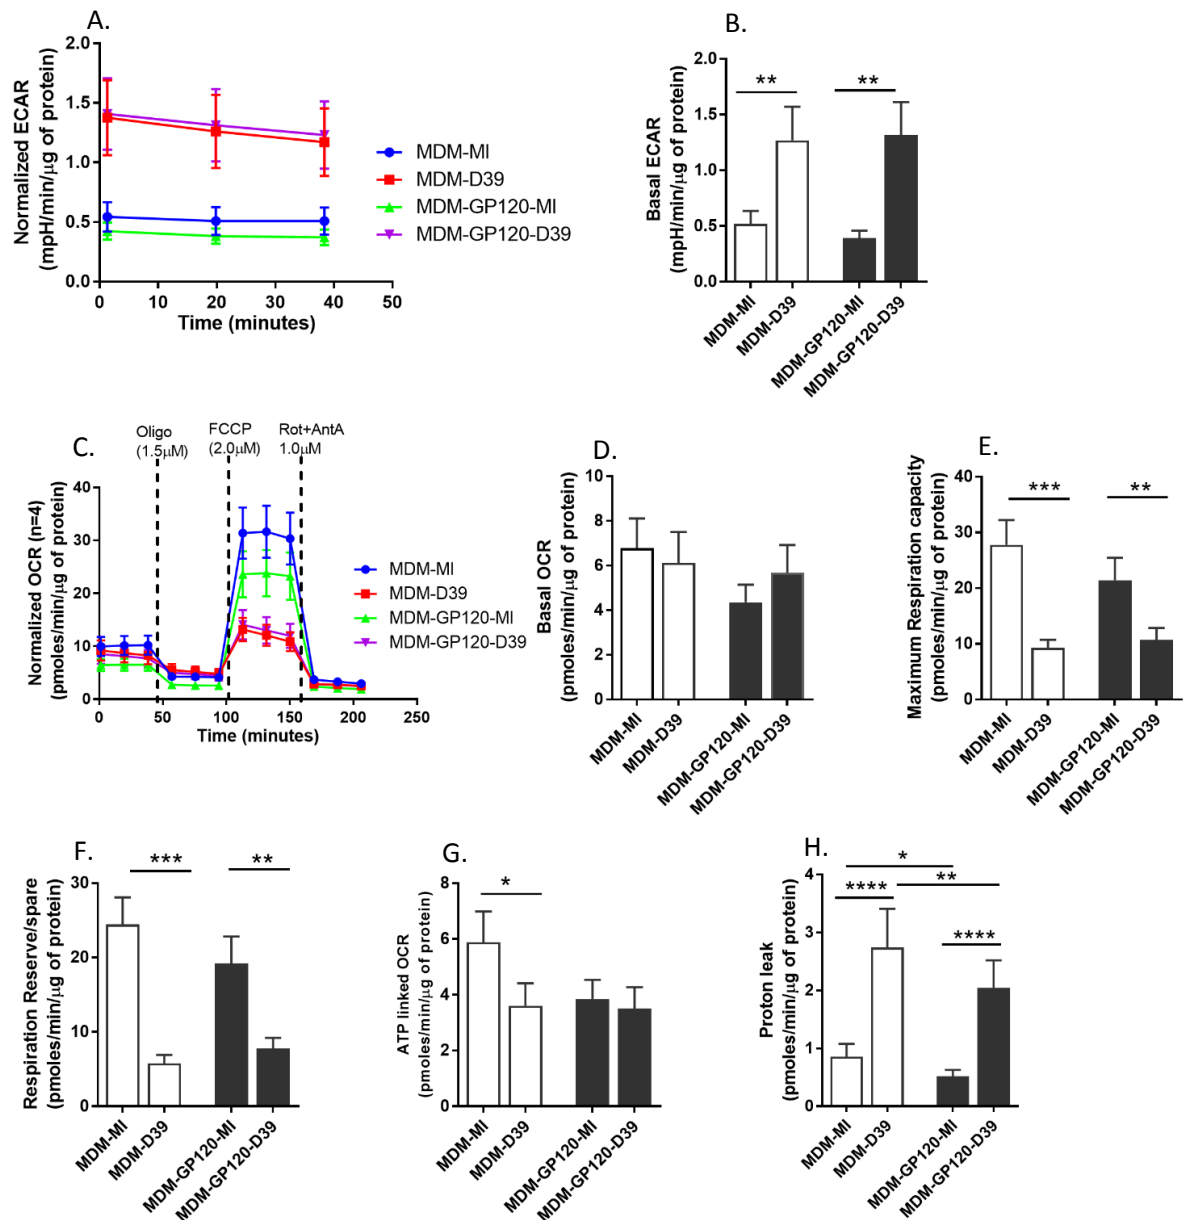 A.
Normalized ECAR
(mpH/min/μg of protein)
2.0
1.5
1.0
0.5
0.0
0
10
20
30
40
50
Time (minutes)
MDM-MI
MDM-D39
MDM-GP120-MI
MDM-GP120-D39
B.
Basal ECAR
(mpH/min/μg of protein)
2.0
1.5
1.0
0.5
0.0
**
**
MDM-MI
MDM-D39
MDM-GP120-MI
MDM-GP120-D39
C.
Oligo
(1.5μM)
FCCP
(2.0μM)
Rot+AntA
1.0μM
Normalized OCR (n=4)
(pmoles/min/μg of protein)
40
30
20
10
0
0
50
100
150
200
250
Time (minutes)
MDM-MI
MDM-D39
MDM-GP120-MI
MDM-GP120-D39
D.
Basal OCR
(pmoles/min/μg of protein)
10
8
6
4
2
0
MDM-MI
MDM-D39
MDM-GP120-MI
MDM-GP120-D39
E.
Maximum Respiration capacity
(pmoles/min/μg of protein)
40
30
20
10
0
***
**
MDM-MI
MDM-D39
MDM-GP120-MI
MDM-GP120-D39
F.
Respiration Reserve/spare
(pmoles/min/μg of protein)
30
20
10
0
***
**
MDM-MI
MDM-D39
MDM-GP120-MI
MDM-GP120-D39
G.
ATP linked OCR
(pmoles/min/μg of protein)
8
6
4
2
0
*
MDM-MI
MDM-D39
MDM-GP120-MI
MDM-GP120-D39
H.
Proton leak
(pmoles/min/μg of protein)
4
3
2
1
0
*
**
****
****
MDM-MI
MDM-D39
MDM-GP120-MI
MDM-GP120-D39